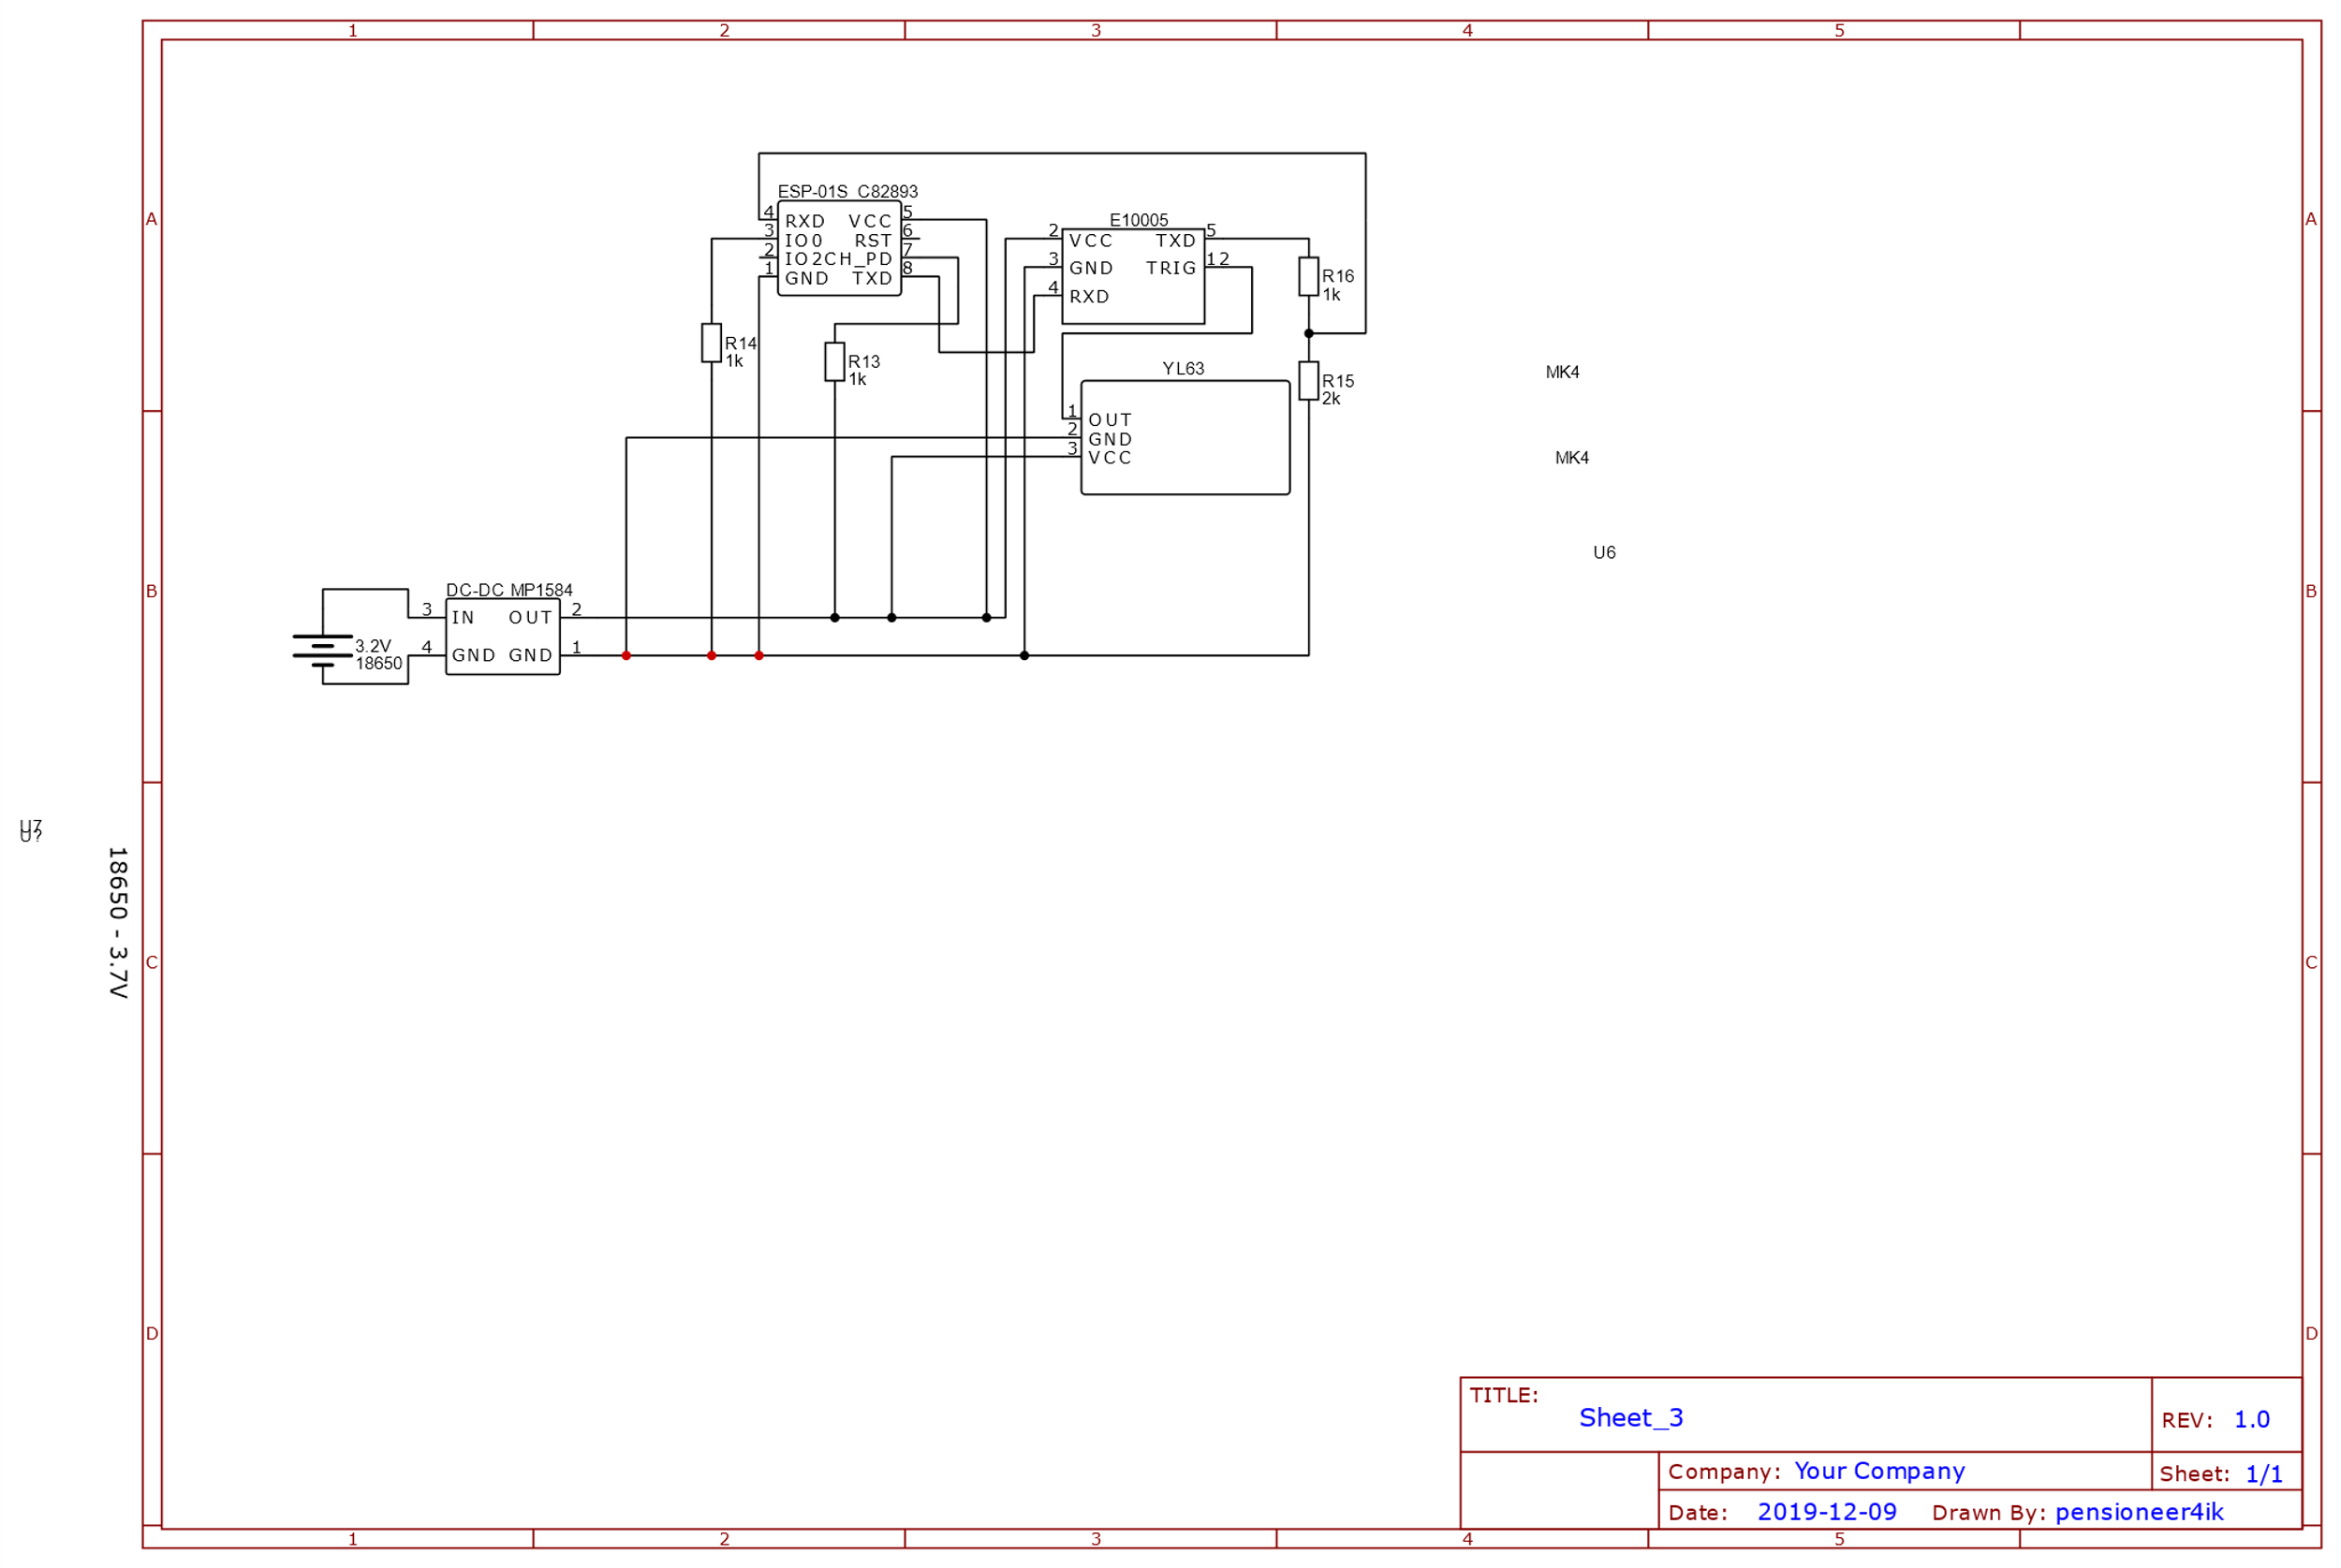 1 2 3 4 5
A A
ESP-01S C82893
4 RXD VCC 5
3 IO0 RST 6
2 IO2CH_PD 7
1 GND TXD 8
E10005
2 VCC TXD 5
3 GND TRIG 12
4 RXD
R16
1k
R14
1k
R13
1k
YL63
R15
2k
MK4
1 OUT
2 GND
3 VCC
MK4
U6
B B
DC-DC MP1584
3 IN OUT 2
4 GND GND 1
3.2V
18650
U7
U?
18650 - 3.7V
C C
D D
TITLE:
Sheet_3
REV: 1.0
Company: Your Company
Sheet: 1/1
Date: 2019-12-09 Drawn By: pensioneer4ik
1 2 3 4 5